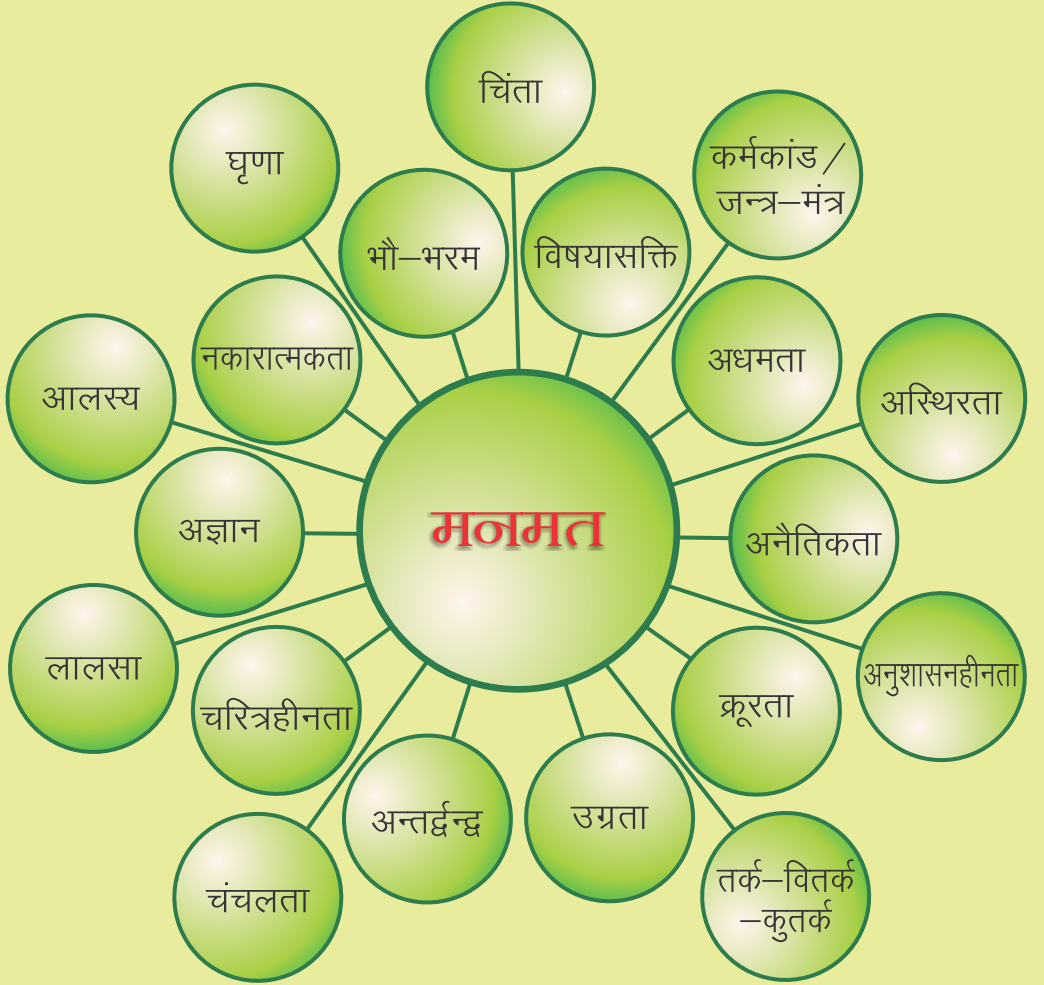 चिंता
घृणा
कर्मकांड /
जन्त्र–मंत्र
भौ–भरम
विषयासक्ति
नकारात्मकता
अधमता
आलस्य
अस्थिरता
अज्ञान
मनमत
अनैतिकता
लालसा
अनुशासनहीनता
चरित्रहीनता
क्रूरता
अन्तर्द्वन्द्व
उग्रता
चंचलता
तर्क–वितर्क
–कुतर्क